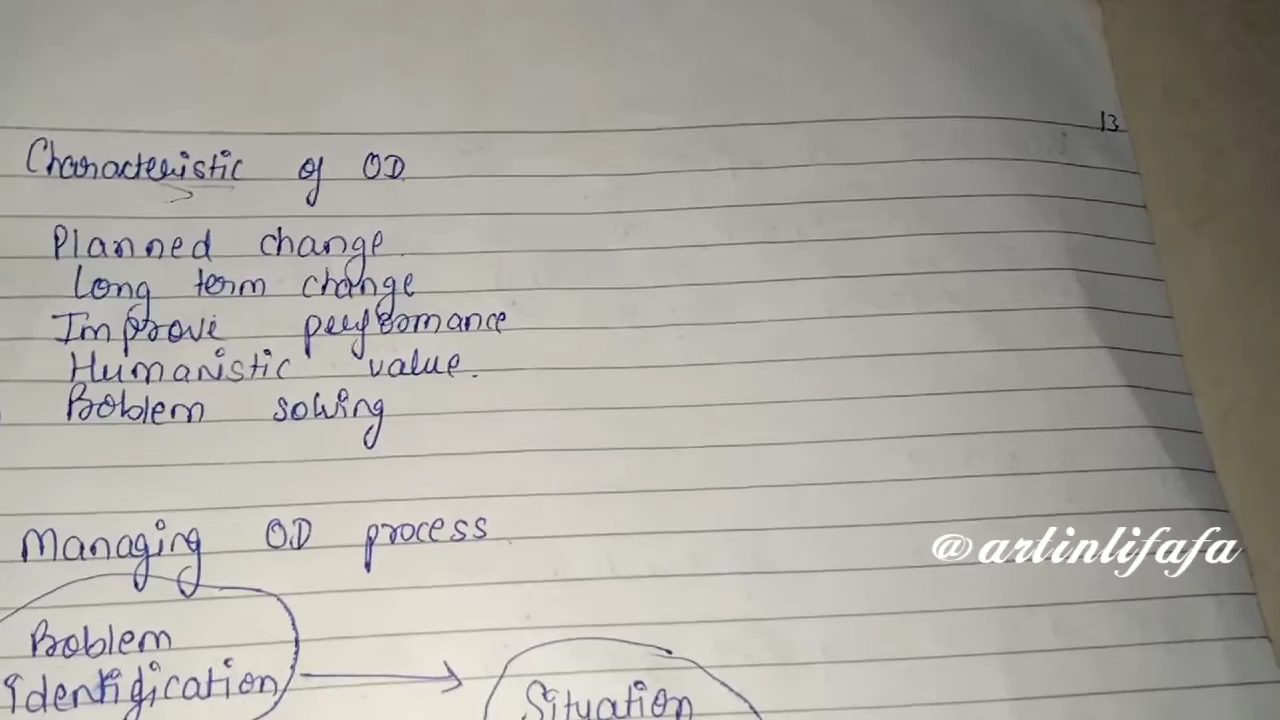 13
Characteristic of OD
Planned change
Long term change
Improve performance
Humanistic value.
Problem solving
Managing OD process
@artinlifafa
Problem
identification
Situation